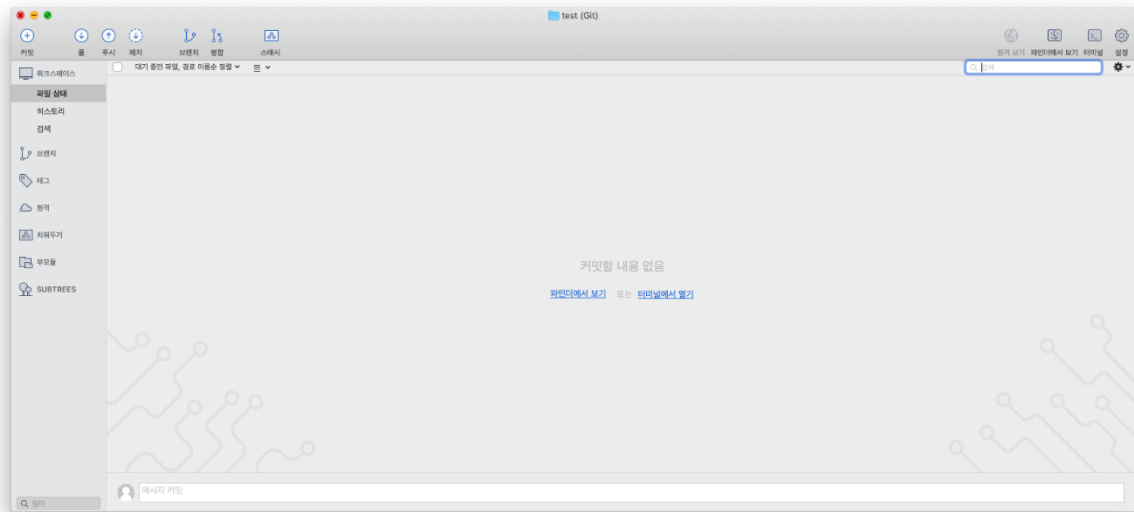 test (Git)
커밋 풀 푸시 페치 브랜치 병합 스태시 원격 보기 파인더에서 보기 터미널 설정
워크스페이스
대기 중인 파일, 경로 이름순 정렬
검색
파일 상태
히스토리
검색
브랜치
태그
원격
치워두기
부모듈
SUBTREES
커밋할 내용 없음
파인더에서 보기 또는 터미널에서 열기
메시지 커밋
필터